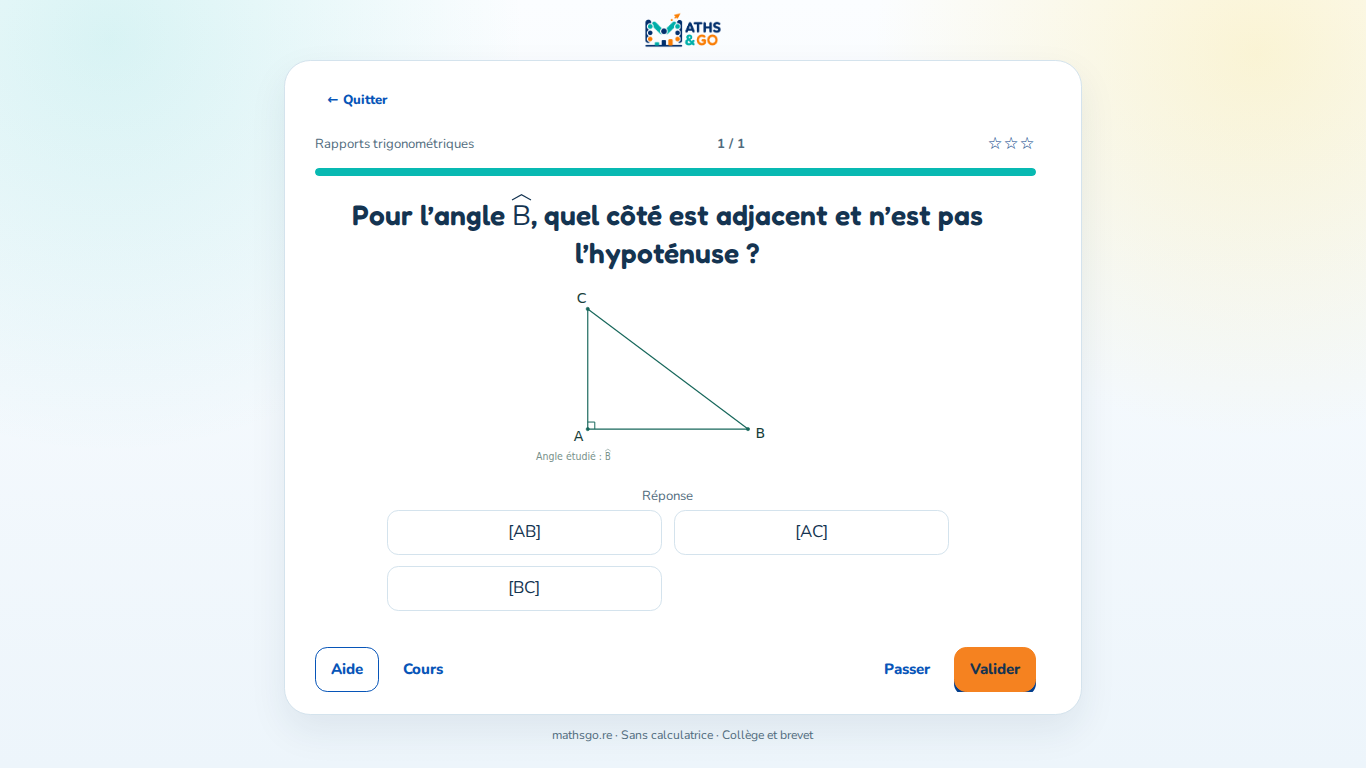 MATHS
&GO
← Quitter
Rapports trigonométriques
1 / 1
☆☆☆
Pour l’angle B̂, quel côté est adjacent et n’est pas
l’hypoténuse ?
C
A
B
Angle étudié : B̂
Réponse
[AB]
[AC]
[BC]
Aide
Cours
Passer
Valider
mathsgo.re · Sans calculatrice · Collège et brevet